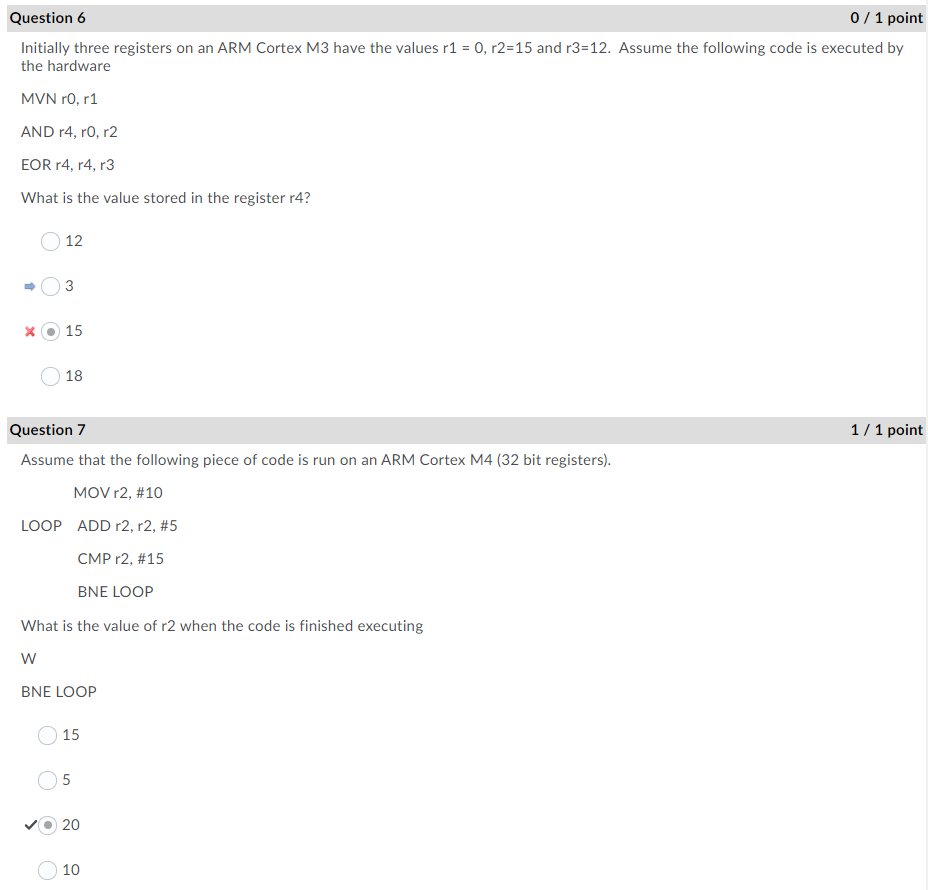 Question 6 0 / 1 point
Initially three registers on an ARM Cortex M3 have the values r1 = 0, r2=15 and r3=12. Assume the following code is executed by
the hardware
MVN r0, r1
AND r4, r0, r2
EOR r4, r4, r3
What is the value stored in the register r4?
12
3
15
18
Question 7 1 / 1 point
Assume that the following piece of code is run on an ARM Cortex M4 (32 bit registers).
MOV r2, #10
LOOP ADD r2, r2, #5
CMP r2, #15
BNE LOOP
What is the value of r2 when the code is finished executing
W
BNE LOOP
15
5
20
10